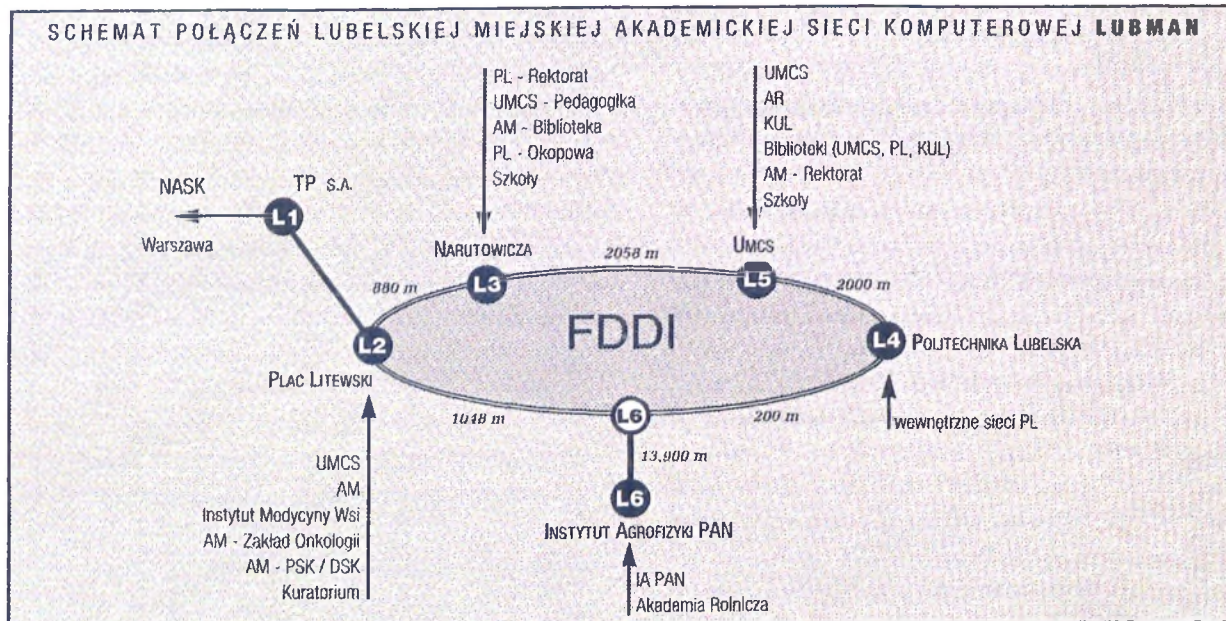 SCHEMAT POŁĄCZEŃ LUBELSKIEJ MIEJSKIEJ AKADEMICKIEJ SIECI KOMPUTEROWEJ LUBMAN
PL - Rektorat
UMCS - Pedagogika
AM - Biblioteka
PL - Okopowa
Szkoły
UMCS
AR
KUL
Biblioteki (UMCS, PL, KUL)
AM - Rektorat
Szkoły
NASK
Warszawa
TP S.A.
L1
NARUTOWICZA
L3
2058 m
UMCS
L5
880 m
2000 m
FDDI
L2
PLAC LITEWSKI
L4
POLITECHNIKA LUBELSKA
1048 m
L6
200 m
wewnętrzne sieci PL
13,900 m
L6
INSTYTUT AGROFIZYKI PAN
UMCS
AM
Instytut Modycyny Wsi
AM - Zakład Onkologii
AM - PSK / DSK
Kuratorium
IA PAN
Akademia Rolnicza